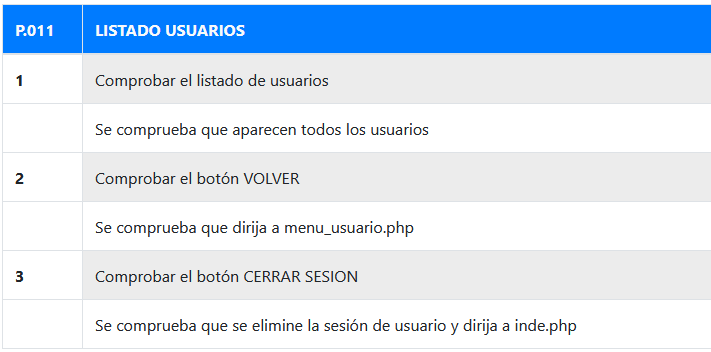 P.011 LISTADO USUARIOS
1 Comprobar el listado de usuarios
Se comprueba que aparecen todos los usuarios
2 Comprobar el botón VOLVER
Se comprueba que dirija a menu_usuario.php
3 Comprobar el botón CERRAR SESION
Se comprueba que se elimine la sesión de usuario y dirija a inde.php